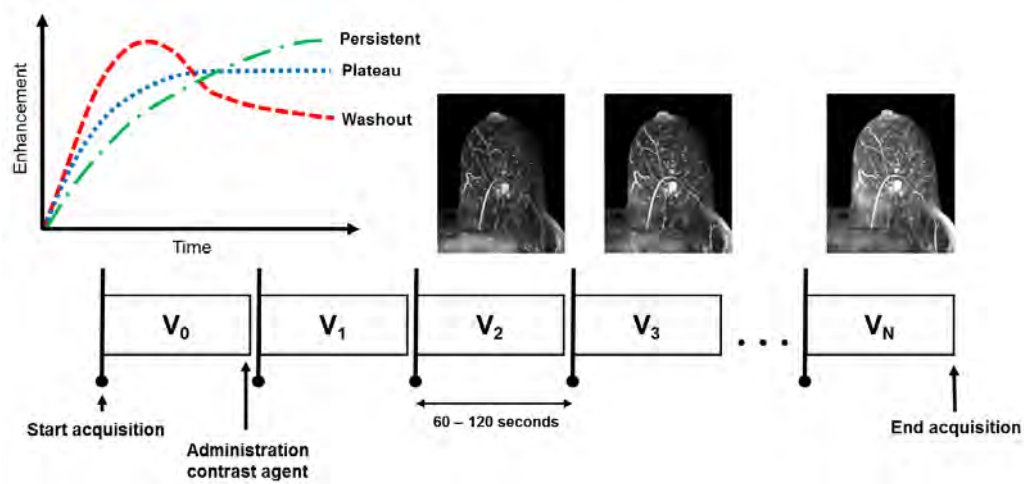 Enhancement
Persistent
Plateau
Washout
Time
V0
V1
V2
V3
. . .
VN
Start acquisition
Administration
contrast agent
60 – 120 seconds
End acquisition